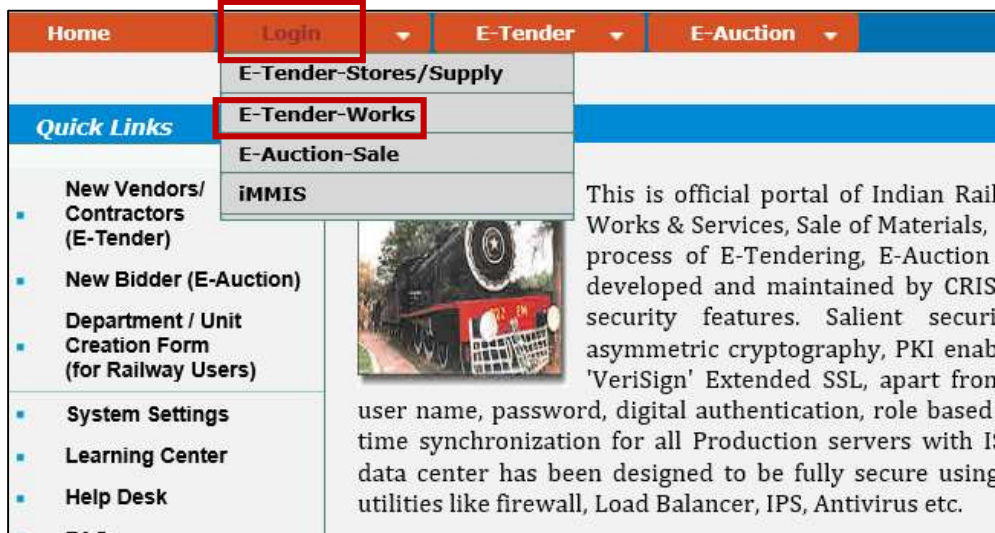 Home
Login
E-Tender
E-Auction
E-Tender-Stores/Supply
E-Tender-Works
E-Auction-Sale
iMMIS
Quick Links
New Vendors/
Contractors
(E-Tender)
New Bidder (E-Auction)
Department / Unit
Creation Form
(for Railway Users)
System Settings
Learning Center
Help Desk
This is official portal of Indian Rail
Works & Services, Sale of Materials,
process of E-Tendering, E-Auction
developed and maintained by CRIS
security features. Salient securi
asymmetric cryptography, PKI enab
'VeriSign' Extended SSL, apart from
user name, password, digital authentication, role based
time synchronization for all Production servers with IS
data center has been designed to be fully secure using
utilities like firewall, Load Balancer, IPS, Antivirus etc.